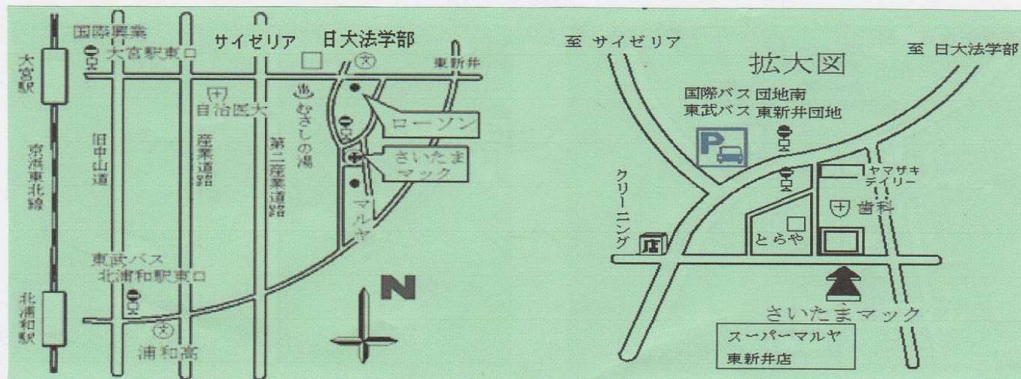 国際興業
大宮駅東口
サイゼリア
日大法学部
大宮駅
文
東新井
自治医大
むさしの湯
ローソン
京浜東北線
旧中山道
産業道路
第二産業道路
さいたま
マック
マルヤ
東武バス
北浦和駅東口
北浦和駅
文
浦和高
N
至 サイゼリア
至 日大法学部
拡大図
国際バス 団地南
東武バス 東新井団地
P
ヤマザキ
デイリー
クリーニング
店
歯科
とらや
さいたまマック
スーパーマルヤ
東新井店